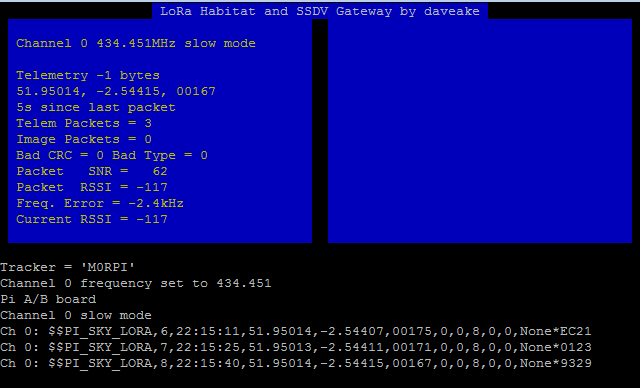 LoRa Habitat and SSDV Gateway by daveake
Channel 0 434.451MHz slow mode
Telemetry -1 bytes
51.95014, -2.54415, 00167
5s since last packet
Telem Packets = 3
Image Packets = 0
Bad CRC = 0 Bad Type = 0
Packet   SNR =   62
Packet  RSSI = -117
Freq. Error = -2.4kHz
Current RSSI = -117
Tracker = 'M0RPI'
Channel 0 frequency set to 434.451
Pi A/B board
Channel 0 slow mode
Ch 0: $$PI_SKY_LORA,6,22:15:11,51.95014,-2.54407,00175,0,0,8,0,0,None*EC21
Ch 0: $$PI_SKY_LORA,7,22:15:25,51.95013,-2.54411,00171,0,0,8,0,0,None*0123
Ch 0: $$PI_SKY_LORA,8,22:15:40,51.95014,-2.54415,00167,0,0,8,0,0,None*9329